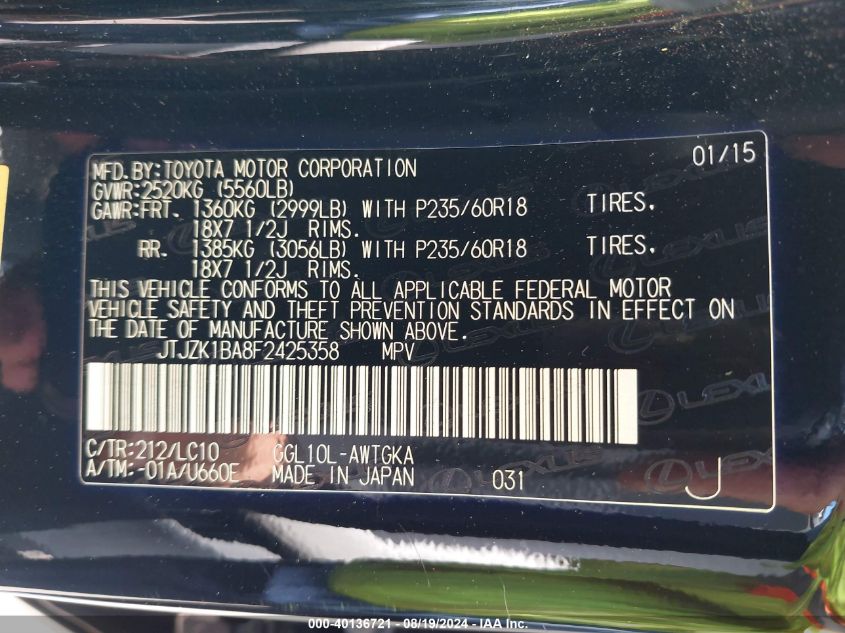 MFD.BY:TOYOTA MOTOR CORPORATION 01/15
GVWR:2520KG (5560LB)
GAWR:FRT. 1360KG (2999LB) WITH P235/60R18 TIRES.
18X7 1/2J RIMS.
RR. 1385KG (3056LB) WITH P235/60R18 TIRES.
18X7 1/2J RIMS.
THIS VEHICLE CONFORMS TO ALL APPLICABLE FEDERAL MOTOR
VEHICLE SAFETY AND THEFT PREVENTION STANDARDS IN EFFECT ON
THE DATE OF MANUFACTURE SHOWN ABOVE.
JTJZK1BA8F2425358 MPV
LEXUS
C/TR:212/LC10 GGL10L-AWTGKA
A/TM:-01A/U660E MADE IN JAPAN 031 J
000-40136721 - 08/19/2024 - IAA Inc.